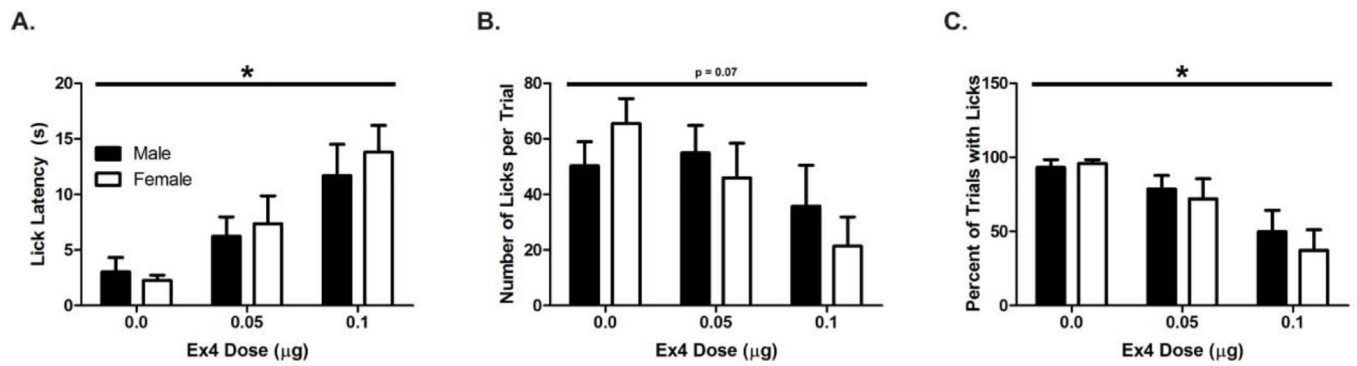 A.
*
Lick Latency (s)
20
15
10
5
0
Male
Female
0.0
0.05
0.1
Ex4 Dose (μg)
B.
p = 0.07
Number of Licks per Trial
80
60
40
20
0
0.0
0.05
0.1
Ex4 Dose (μg)
C.
*
Percent of Trials with Licks
150
100
50
0
0.0
0.05
0.1
Ex4 Dose (μg)